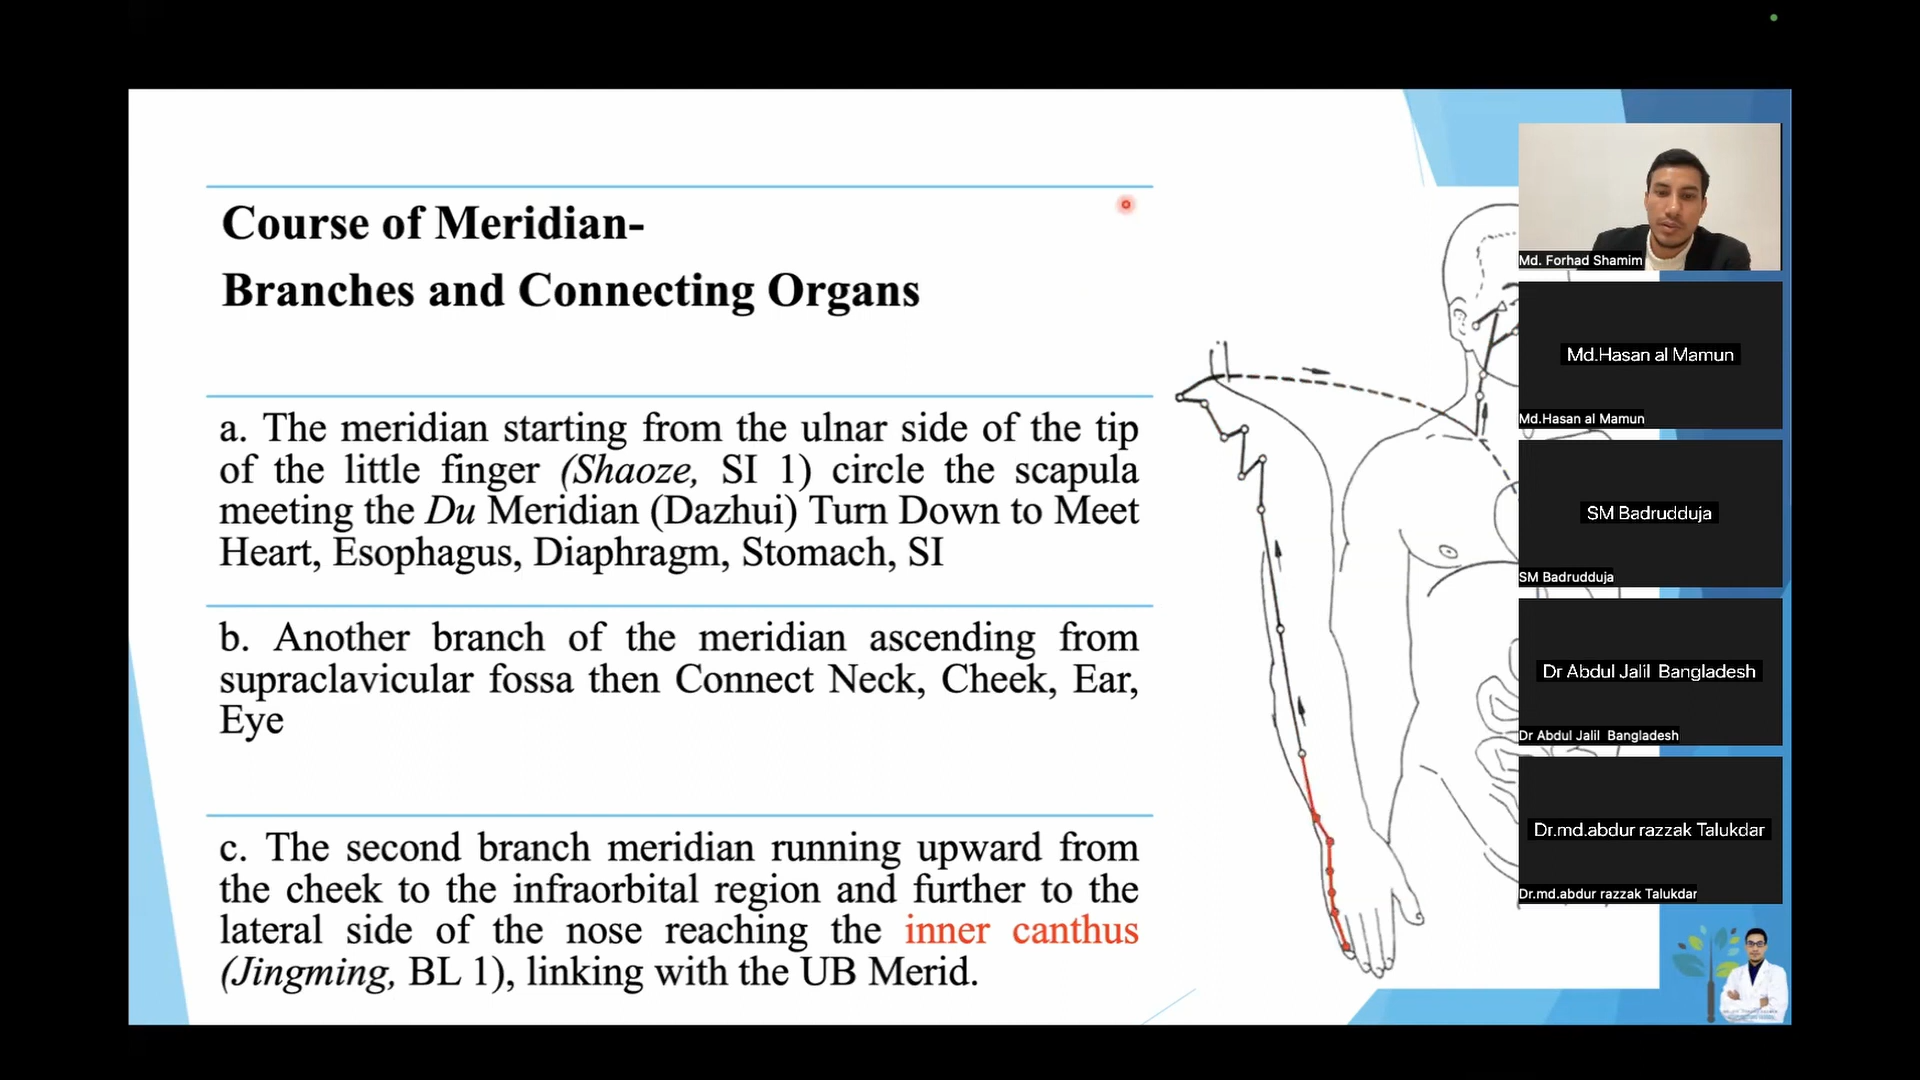 Course of Meridian-
Branches and Connecting Organs
a. The meridian starting from the ulnar side of the tip
of the little finger (Shaoze, SI 1) circle the scapula
meeting the Du Meridian (Dazhui) Turn Down to Meet
Heart, Esophagus, Diaphragm, Stomach, SI
b. Another branch of the meridian ascending from
supraclavicular fossa then Connect Neck, Cheek, Ear,
Eye
c. The second branch meridian running upward from
the cheek to the infraorbital region and further to the
lateral side of the nose reaching the inner canthus
(Jingming, BL 1), linking with the UB Merid.
Md. Forhad Shamim
Md.Hasan al Mamun
Md.Hasan al Mamun
SM Badrudduja
SM Badrudduja
Dr Abdul Jalil Bangladesh
Dr Abdul Jalil Bangladesh
Dr.md.abdur razzak Talukdar
Dr.md.abdur razzak Talukdar